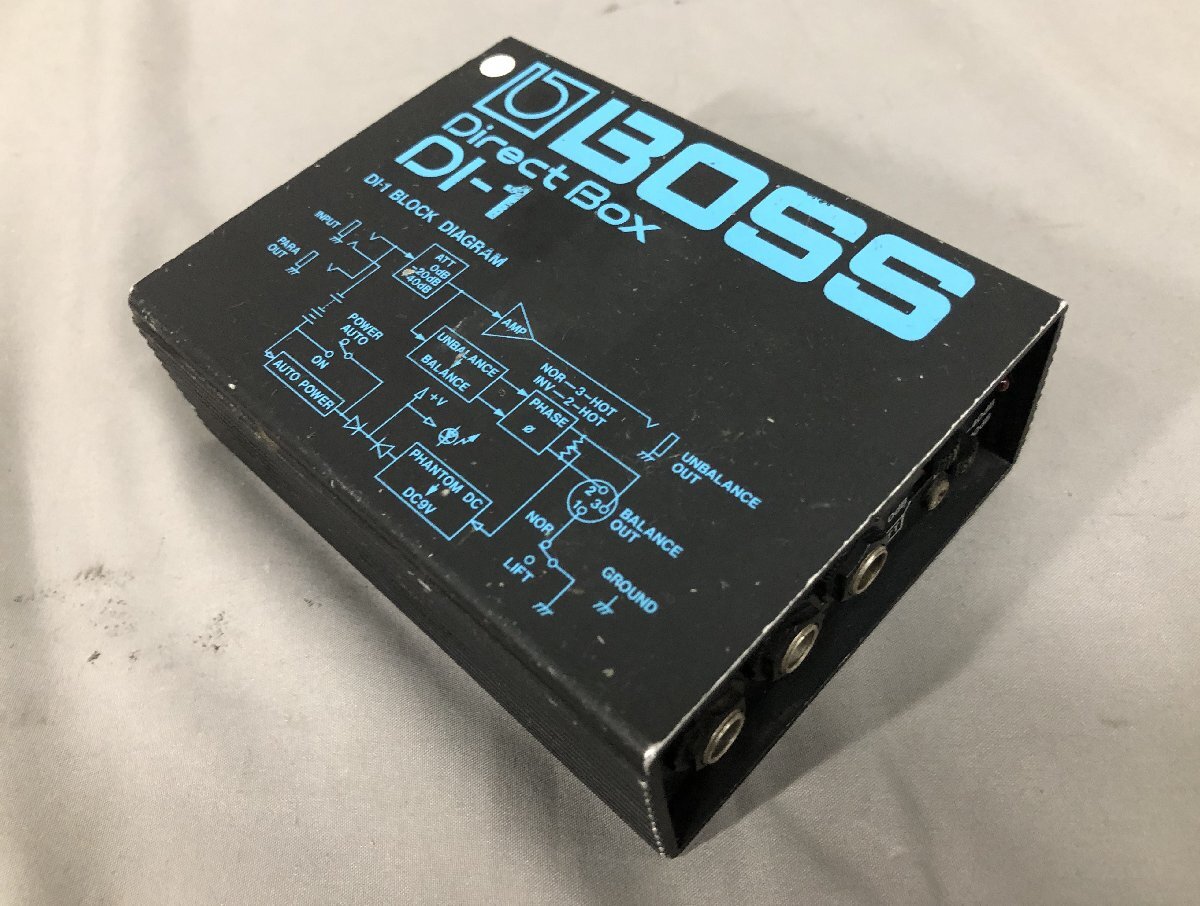 BOSS
Direct Box
DI-1
DI-1 BLOCK DIAGRAM
INPUT
PARA
OUT
ATT
0dB
-20dB
-40dB
AMP
POWER
AUTO
ON
AUTO POWER
UNBALANCE
BALANCE
+V
NOR-3-HOT
INV-2-HOT
PHASE
ø
UNBALANCE
OUT
PHANTOM DC
DC9V
2
1 3
BALANCE
OUT
NOR
LIFT
GROUND
0dB